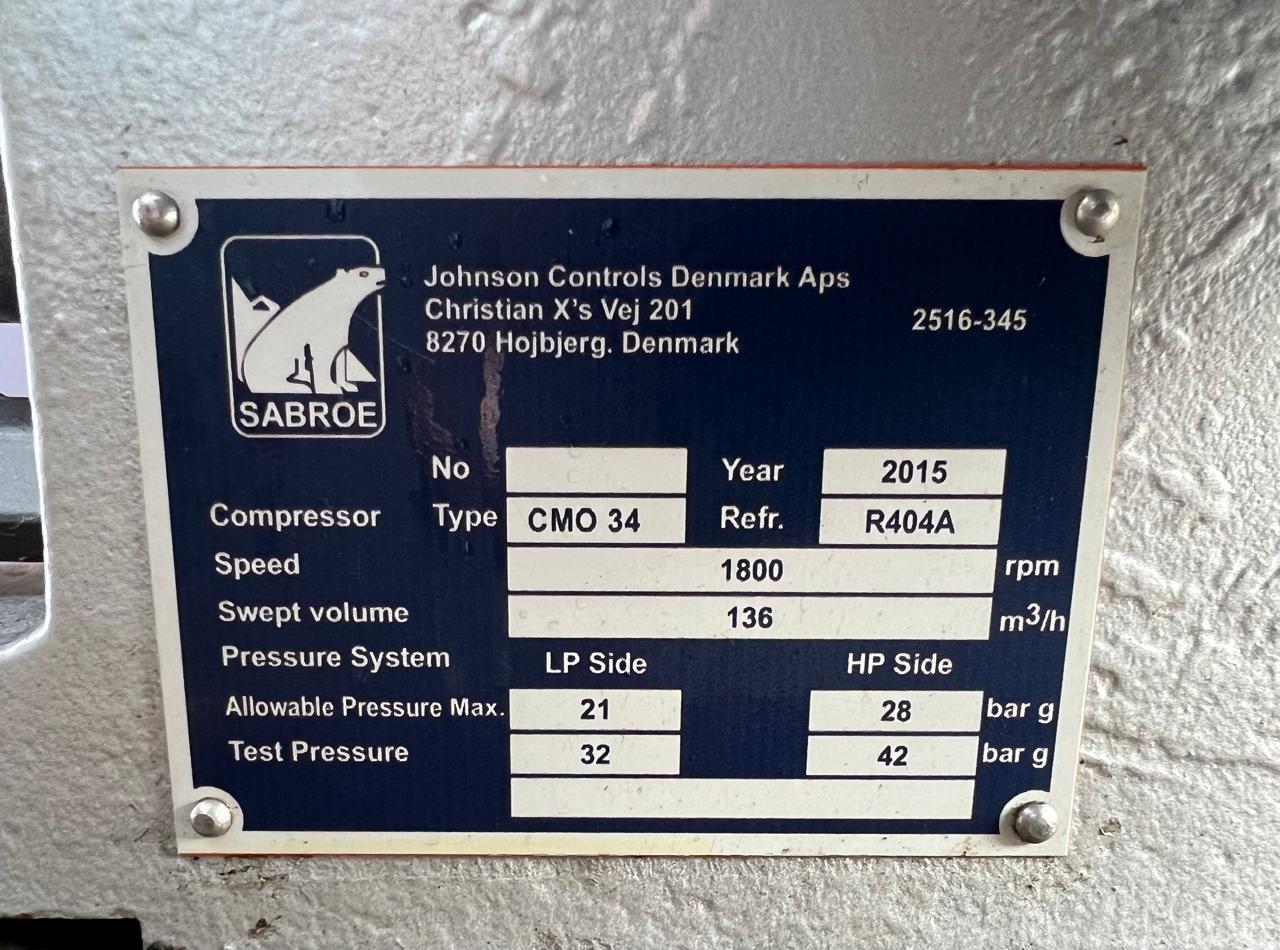 SABROE
Johnson Controls Denmark Aps
Christian X's Vej 201
8270 Hojbjerg. Denmark
2516-345
No Year 2015
Compressor Type CMO 34 Refr. R404A
Speed 1800 rpm
Swept volume 136 m³/h
Pressure System LP Side HP Side
Allowable Pressure Max. 21 28 bar g
Test Pressure 32 42 bar g